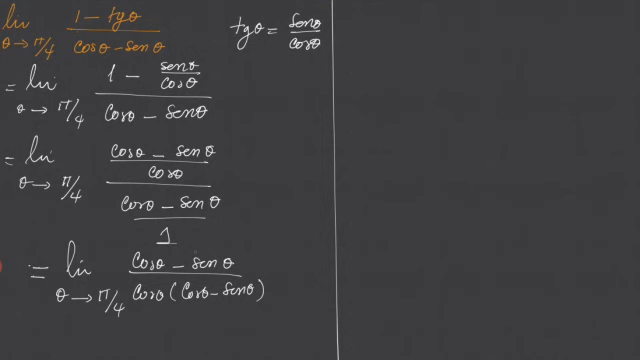 lim θ → π/4 (1 - tgθ)/(cosθ - senθ)
tgθ = senθ/cosθ
= lim θ → π/4 (1 - senθ/cosθ)/(cosθ - senθ)
= lim θ → π/4 ((cosθ - senθ)/cosθ)/((cosθ - senθ)/1)
= lim θ → π/4 (cosθ - senθ)/(cosθ (cosθ - senθ))